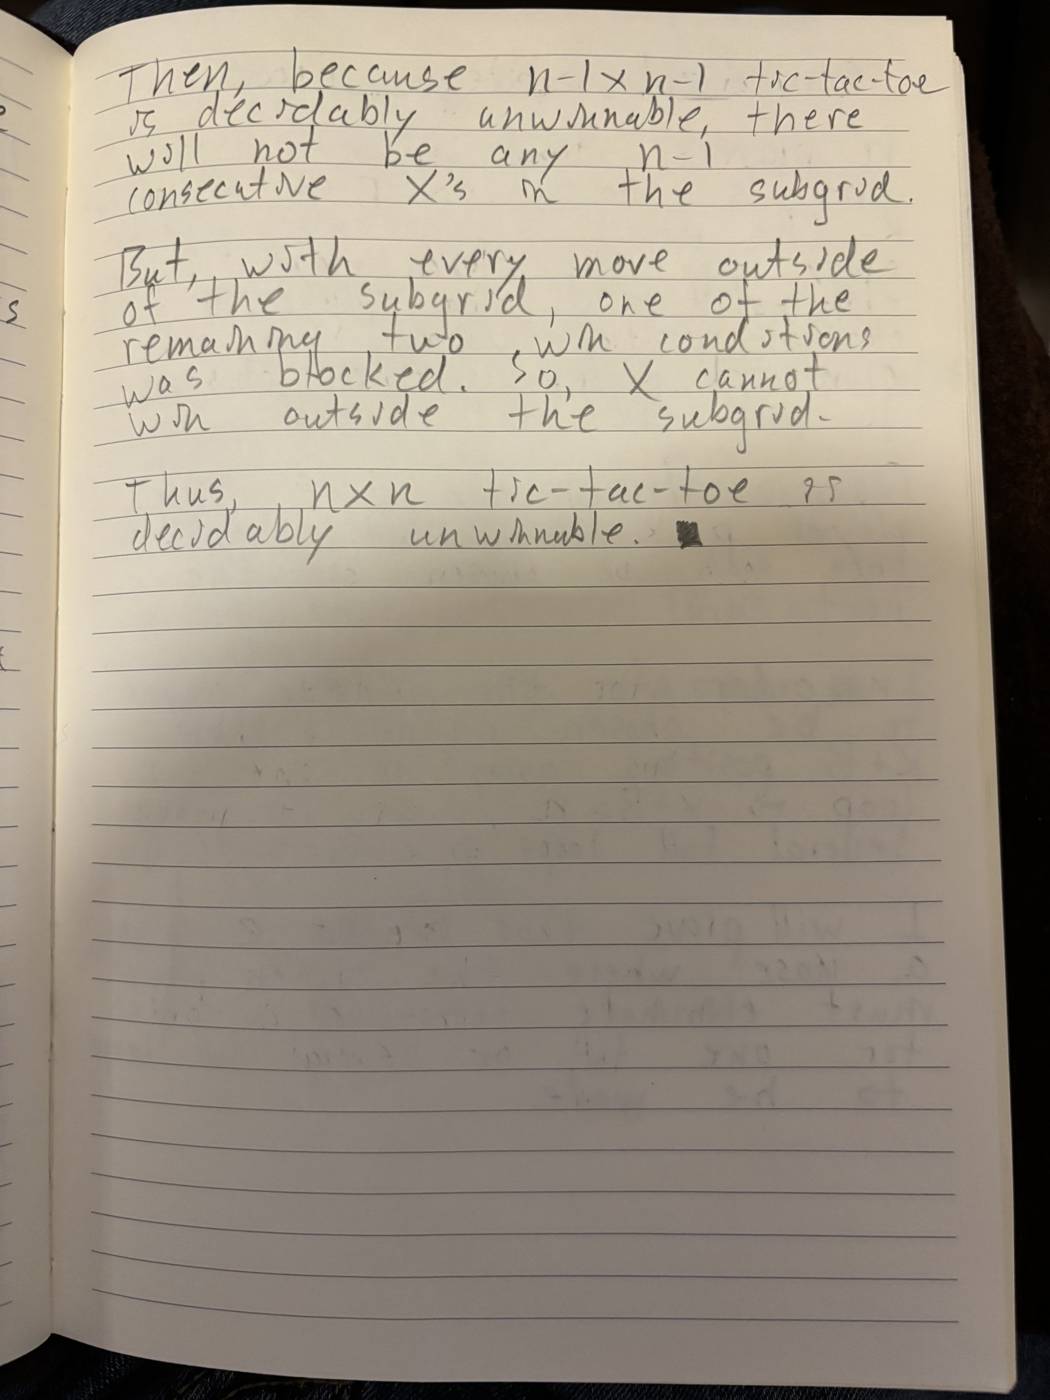 Then, because n-1×n-1 tic-tac-toe
is decidably unwinnable, there
will not be any n-1
consecutive X's in the subgrid.
But, with every move outside
of the subgrid, one of the
remaining two win conditions
was blocked. So, X cannot
win outside the subgrid.
Thus, n×n tic-tac-toe is
decidably unwinnable. ■